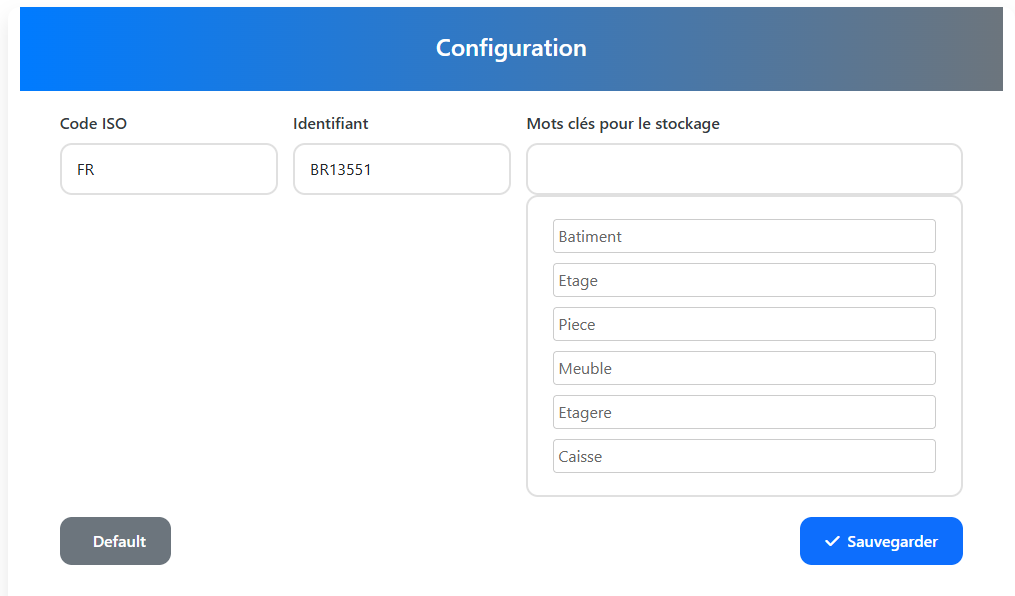 Configuration
Code ISO
Identifiant
Mots clés pour le stockage
FR
BR13551
Batiment
Etage
Piece
Meuble
Etagere
Caisse
Default
Sauvegarder